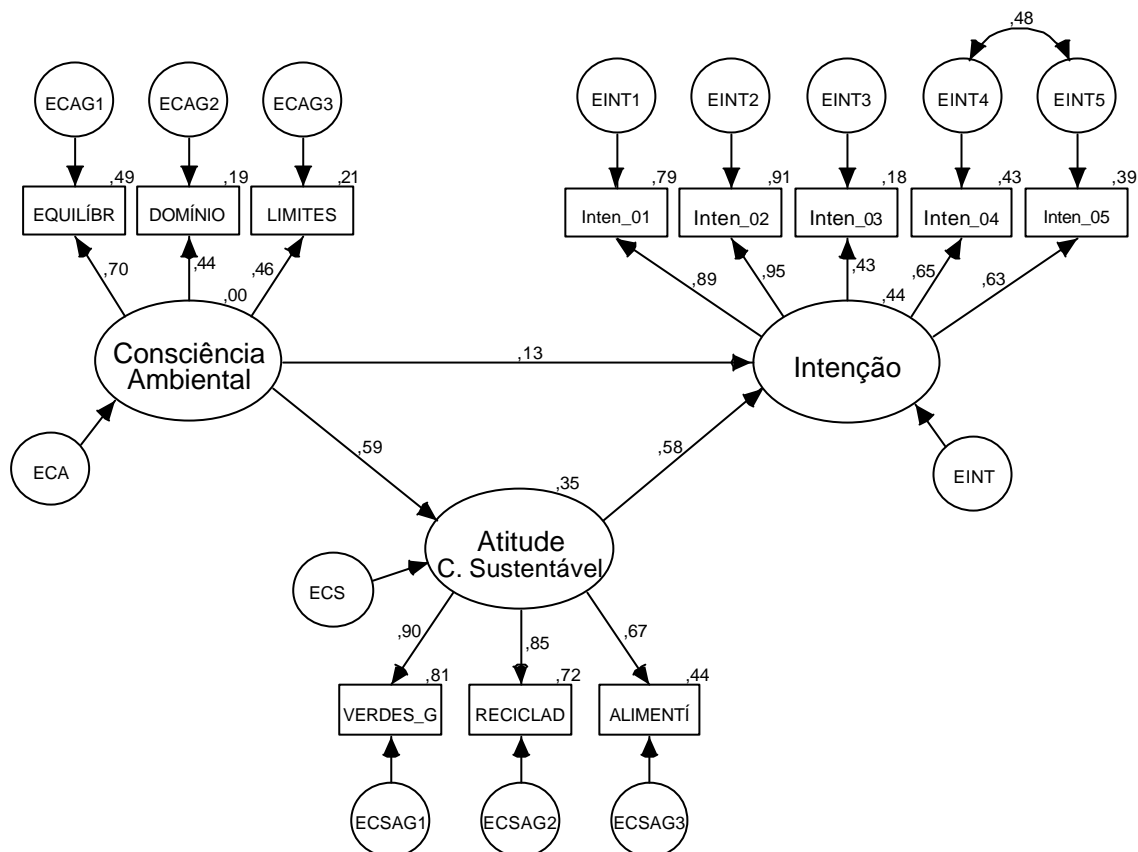 ,48
ECAG1 ECAG2 ECAG3 EINT1 EINT2 EINT3 EINT4 EINT5
,49 ,19 ,21 ,79 ,91 ,18 ,43 ,39
EQUILÍBR DOMÍNIO LIMITES Inten_01 Inten_02 Inten_03 Inten_04 Inten_05
,70 ,44 ,46 ,89 ,95 ,43 ,65 ,63
,00 ,44
Consciência
Ambiental
,13
Intenção
,59 ,58
ECA EINT
,35
Atitude
C. Sustentável
ECS
,90 ,85 ,67
,81 ,72 ,44
VERDES_G RECICLAD ALIMENTÍ
ECSAG1 ECSAG2 ECSAG3